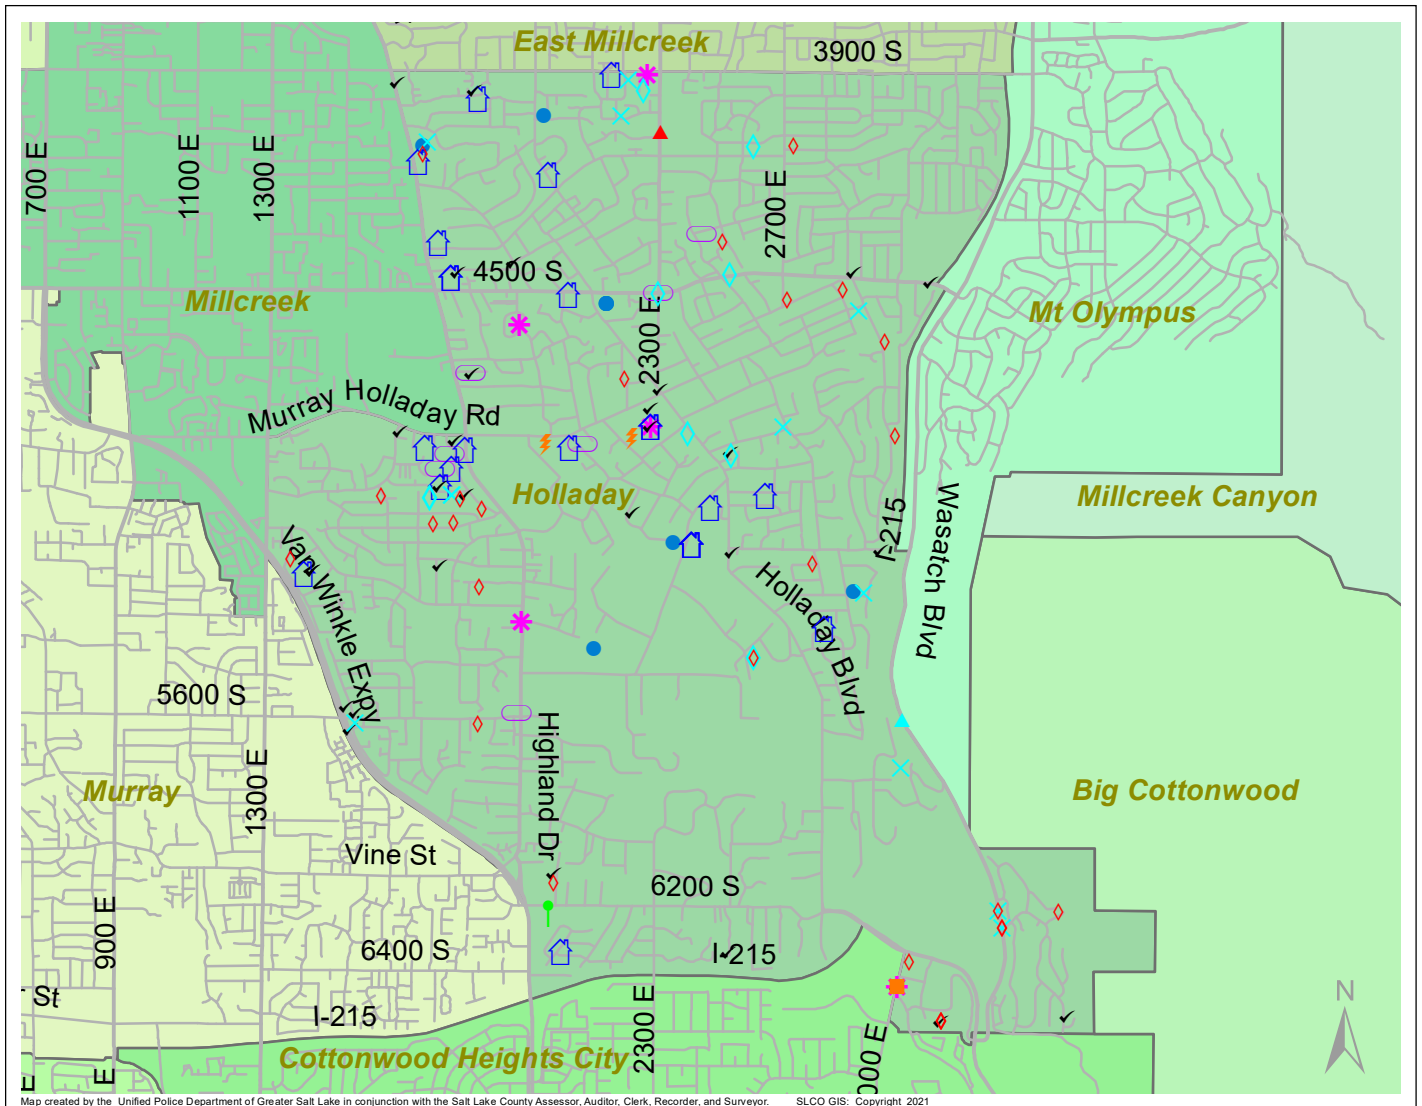 East Millcreek
3900 S
700 E
1100 E
1300 E
2700 E
4500 S
Millcreek
2300 E
Mt Olympus
Murray Holladay Rd
Holladay
I-215
Wasatch Blvd
Millcreek Canyon
Van Winkle Expy
Holladay Blvd
5600 S
Highland Dr
Murray
1300 E
Big Cottonwood
Vine St
6200 S
900 E
6400 S
I-215
St
I-215
N
2300 E
Cottonwood Heights City
000 E
E
E
Map created by the Unified Police Department of Greater Salt Lake in conjunction with the Salt Lake County Assessor, Auditor, Clerk, Recorder, and Surveyor. SLCO GIS: Copyright 2021